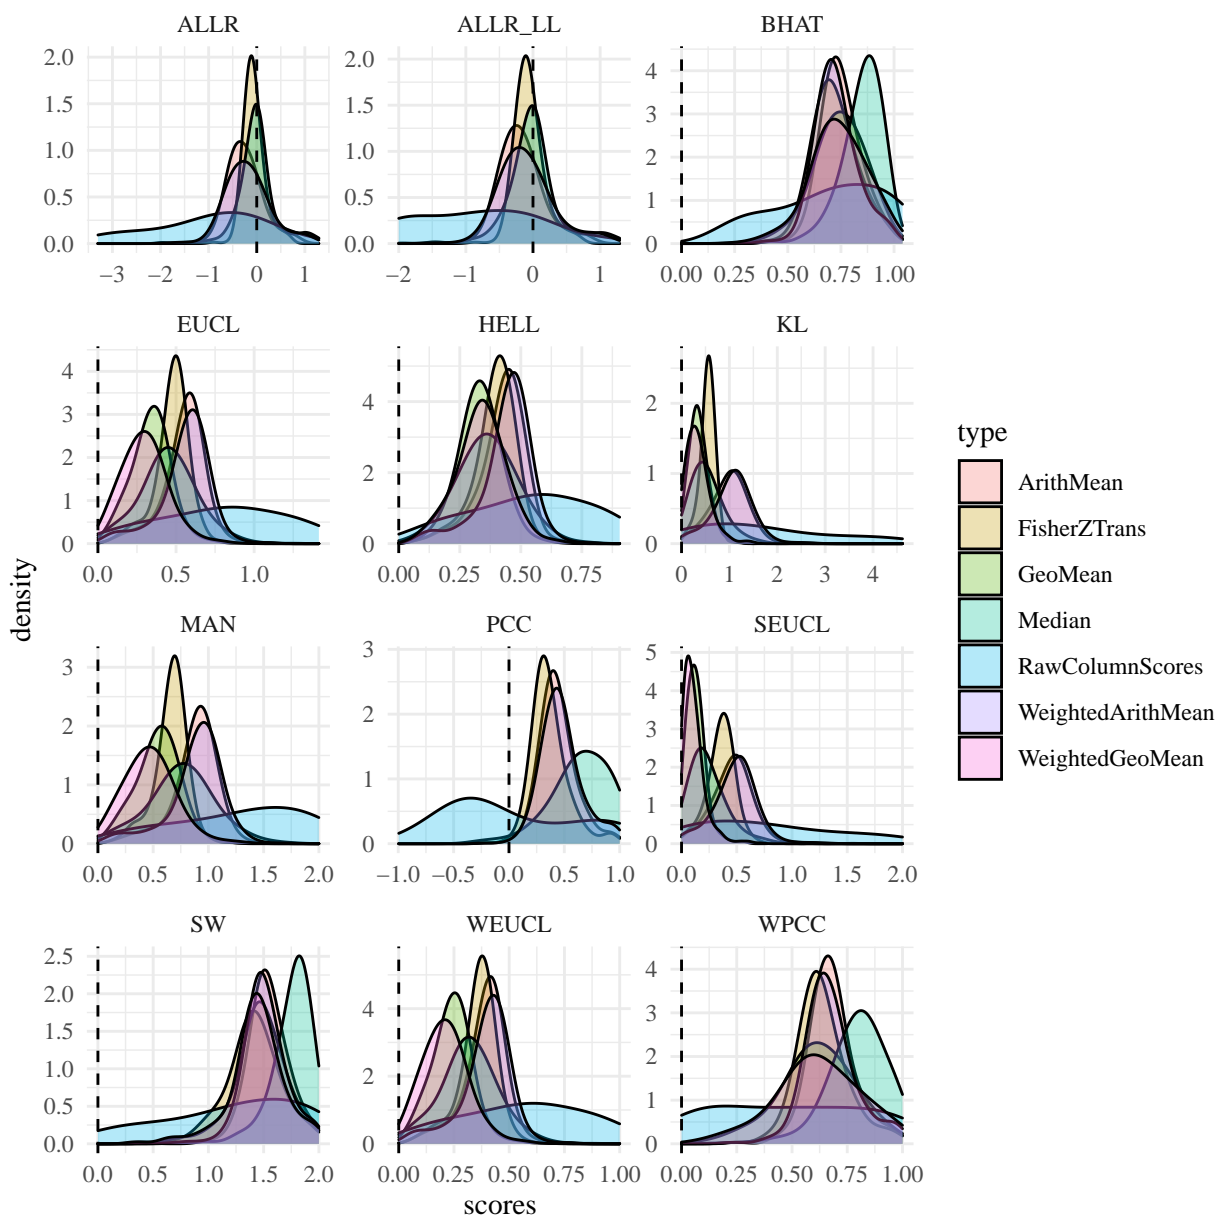 ALLR ALLR_LL BHAT
2.0 1.5 1.0 0.5 0.0
2.0 1.5 1.0 0.5 0.0
4 3 2 1 0
−3 −2 −1 0 1
−2 −1 0 1
0.00 0.25 0.50 0.75 1.00
EUCL HELL KL
4 3 2 1 0
4 2 0
2 1 0
0.0 0.5 1.0
0.00 0.25 0.50 0.75
0 1 2 3 4
MAN PCC SEUCL
3 2 1 0
3 2 1 0
5 4 3 2 1 0
0.0 0.5 1.0 1.5 2.0
−1.0 −0.5 0.0 0.5 1.0
0.0 0.5 1.0 1.5 2.0
SW WEUCL WPCC
2.5 2.0 1.5 1.0 0.5 0.0
4 2 0
4 3 2 1 0
0.0 0.5 1.0 1.5 2.0
0.00 0.25 0.50 0.75 1.00
0.00 0.25 0.50 0.75 1.00
scores
density
type
ArithMean
FisherZTrans
GeoMean
Median
RawColumnScores
WeightedArithMean
WeightedGeoMean